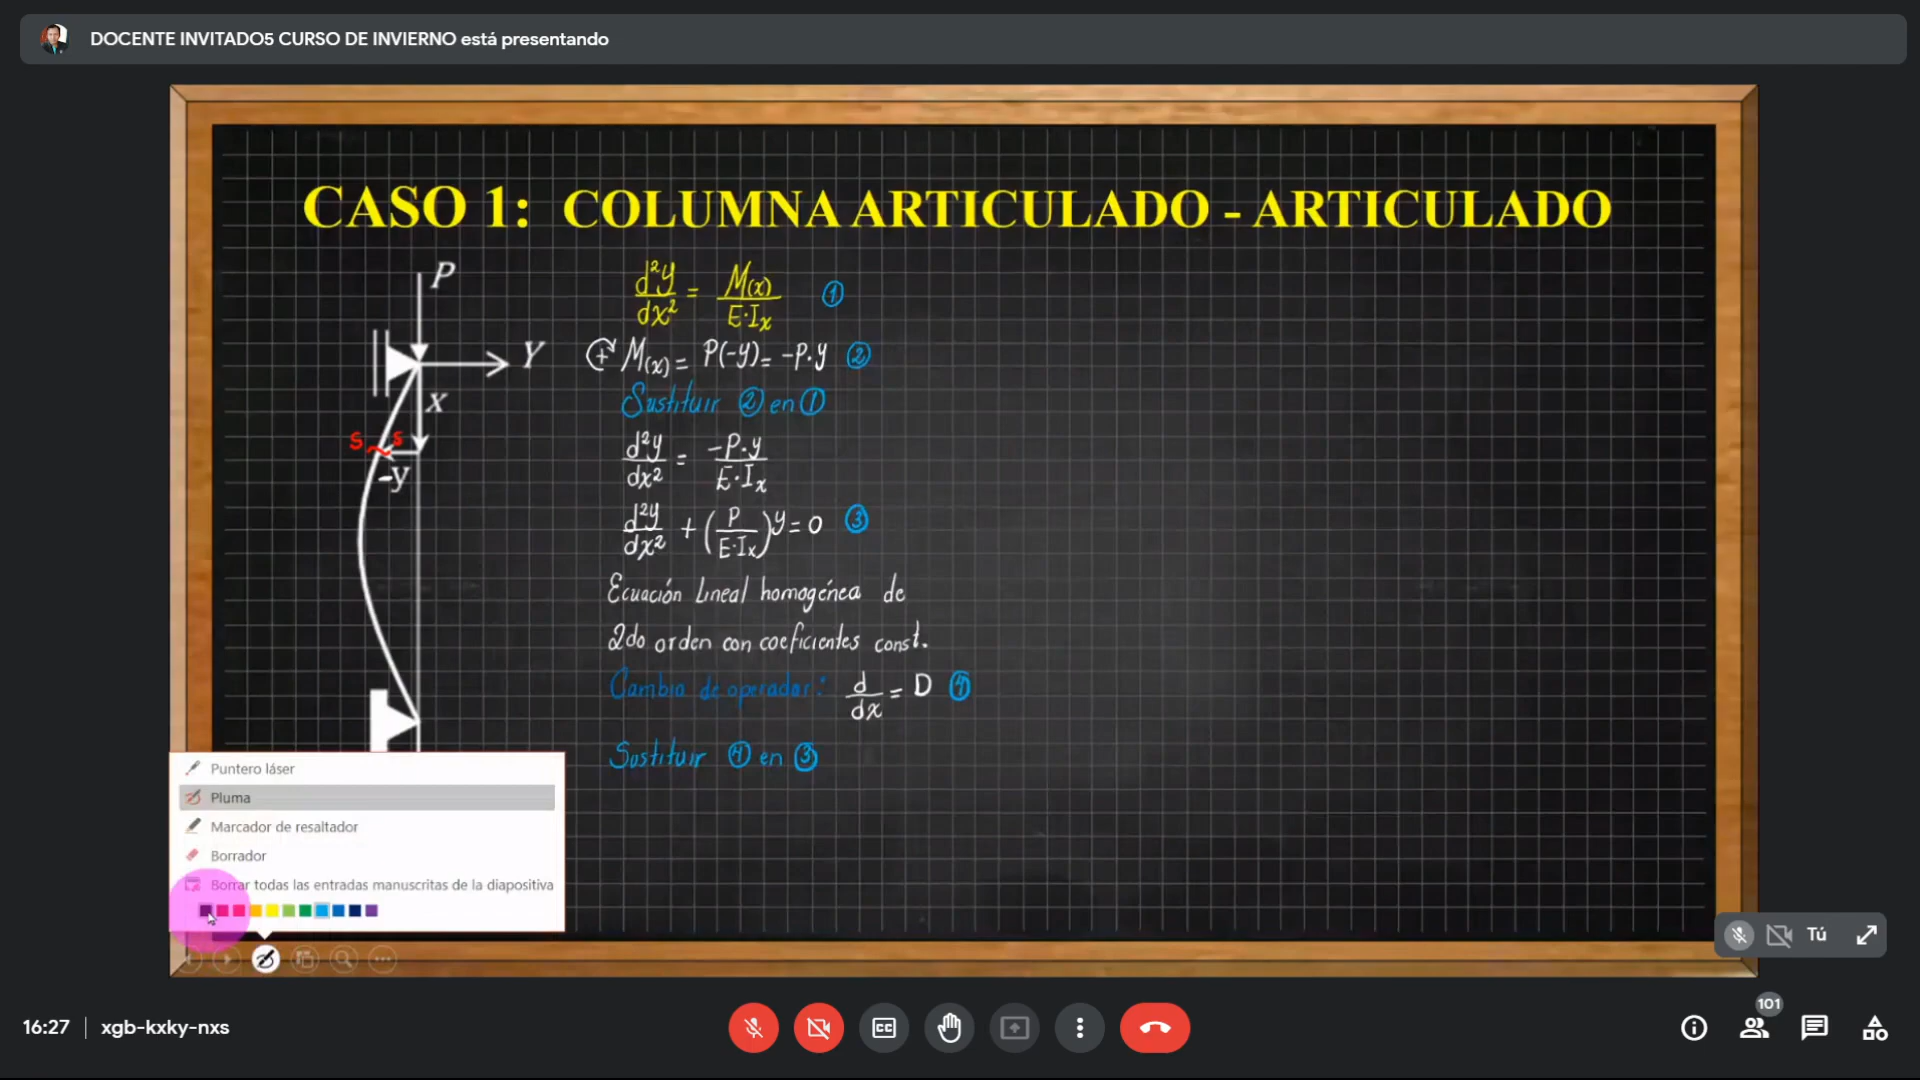 DOCENTE INVITADO5 CURSO DE INVIERNO está presentando
CASO 1: COLUMNA ARTICULADO - ARTICULADO
P
Y
x
S
s
-y
d²y/dx² = M(x)/E·Ix ①
(+ M(x) = P(-y) = -P·y ②
Sustituir ② en ①
d²y/dx² = -P·y/E·Ix
d²y/dx² + (P/E·Ix)y = 0 ③
Ecuación Lineal homogénea de
2do orden con coeficientes const.
Cambio de operador: d/dx = D ④
Sustituir ④ en ③
Puntero láser
Pluma
Marcador de resaltador
Borrador
Borrar todas las entradas manuscritas de la diapositiva
Tú
16:27
xgb-kxky-nxs
CC
101